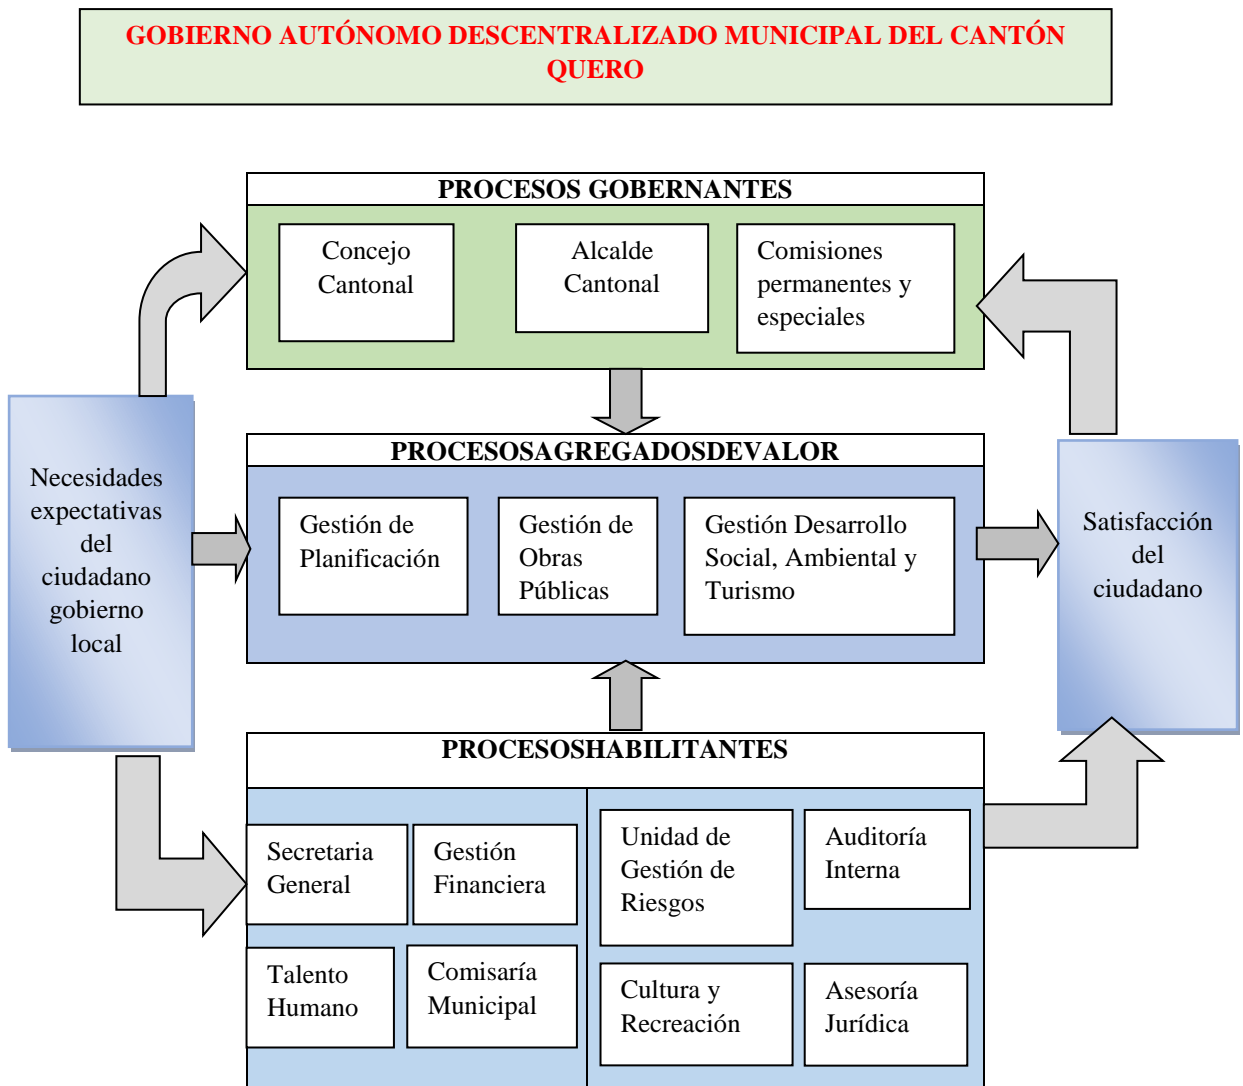 GOBIERNO AUTÓNOMO DESCENTRALIZADO MUNICIPAL DEL CANTÓN
QUERO
PROCESOS GOBERNANTES
Concejo
Cantonal
Alcalde
Cantonal
Comisiones
permanentes y
especiales
Necesidades
expectativas
del
ciudadano
gobierno
local
PROCESOSAGREGADOSDEVALOR
Gestión de
Planificación
Gestión de
Obras
Públicas
Gestión Desarrollo
Social, Ambiental y
Turismo
Satisfacción
del
ciudadano
PROCESOSHABILITANTES
Secretaria
General
Gestión
Financiera
Talento
Humano
Comisaría
Municipal
Unidad de
Gestión de
Riesgos
Auditoría
Interna
Cultura y
Recreación
Asesoría
Jurídica